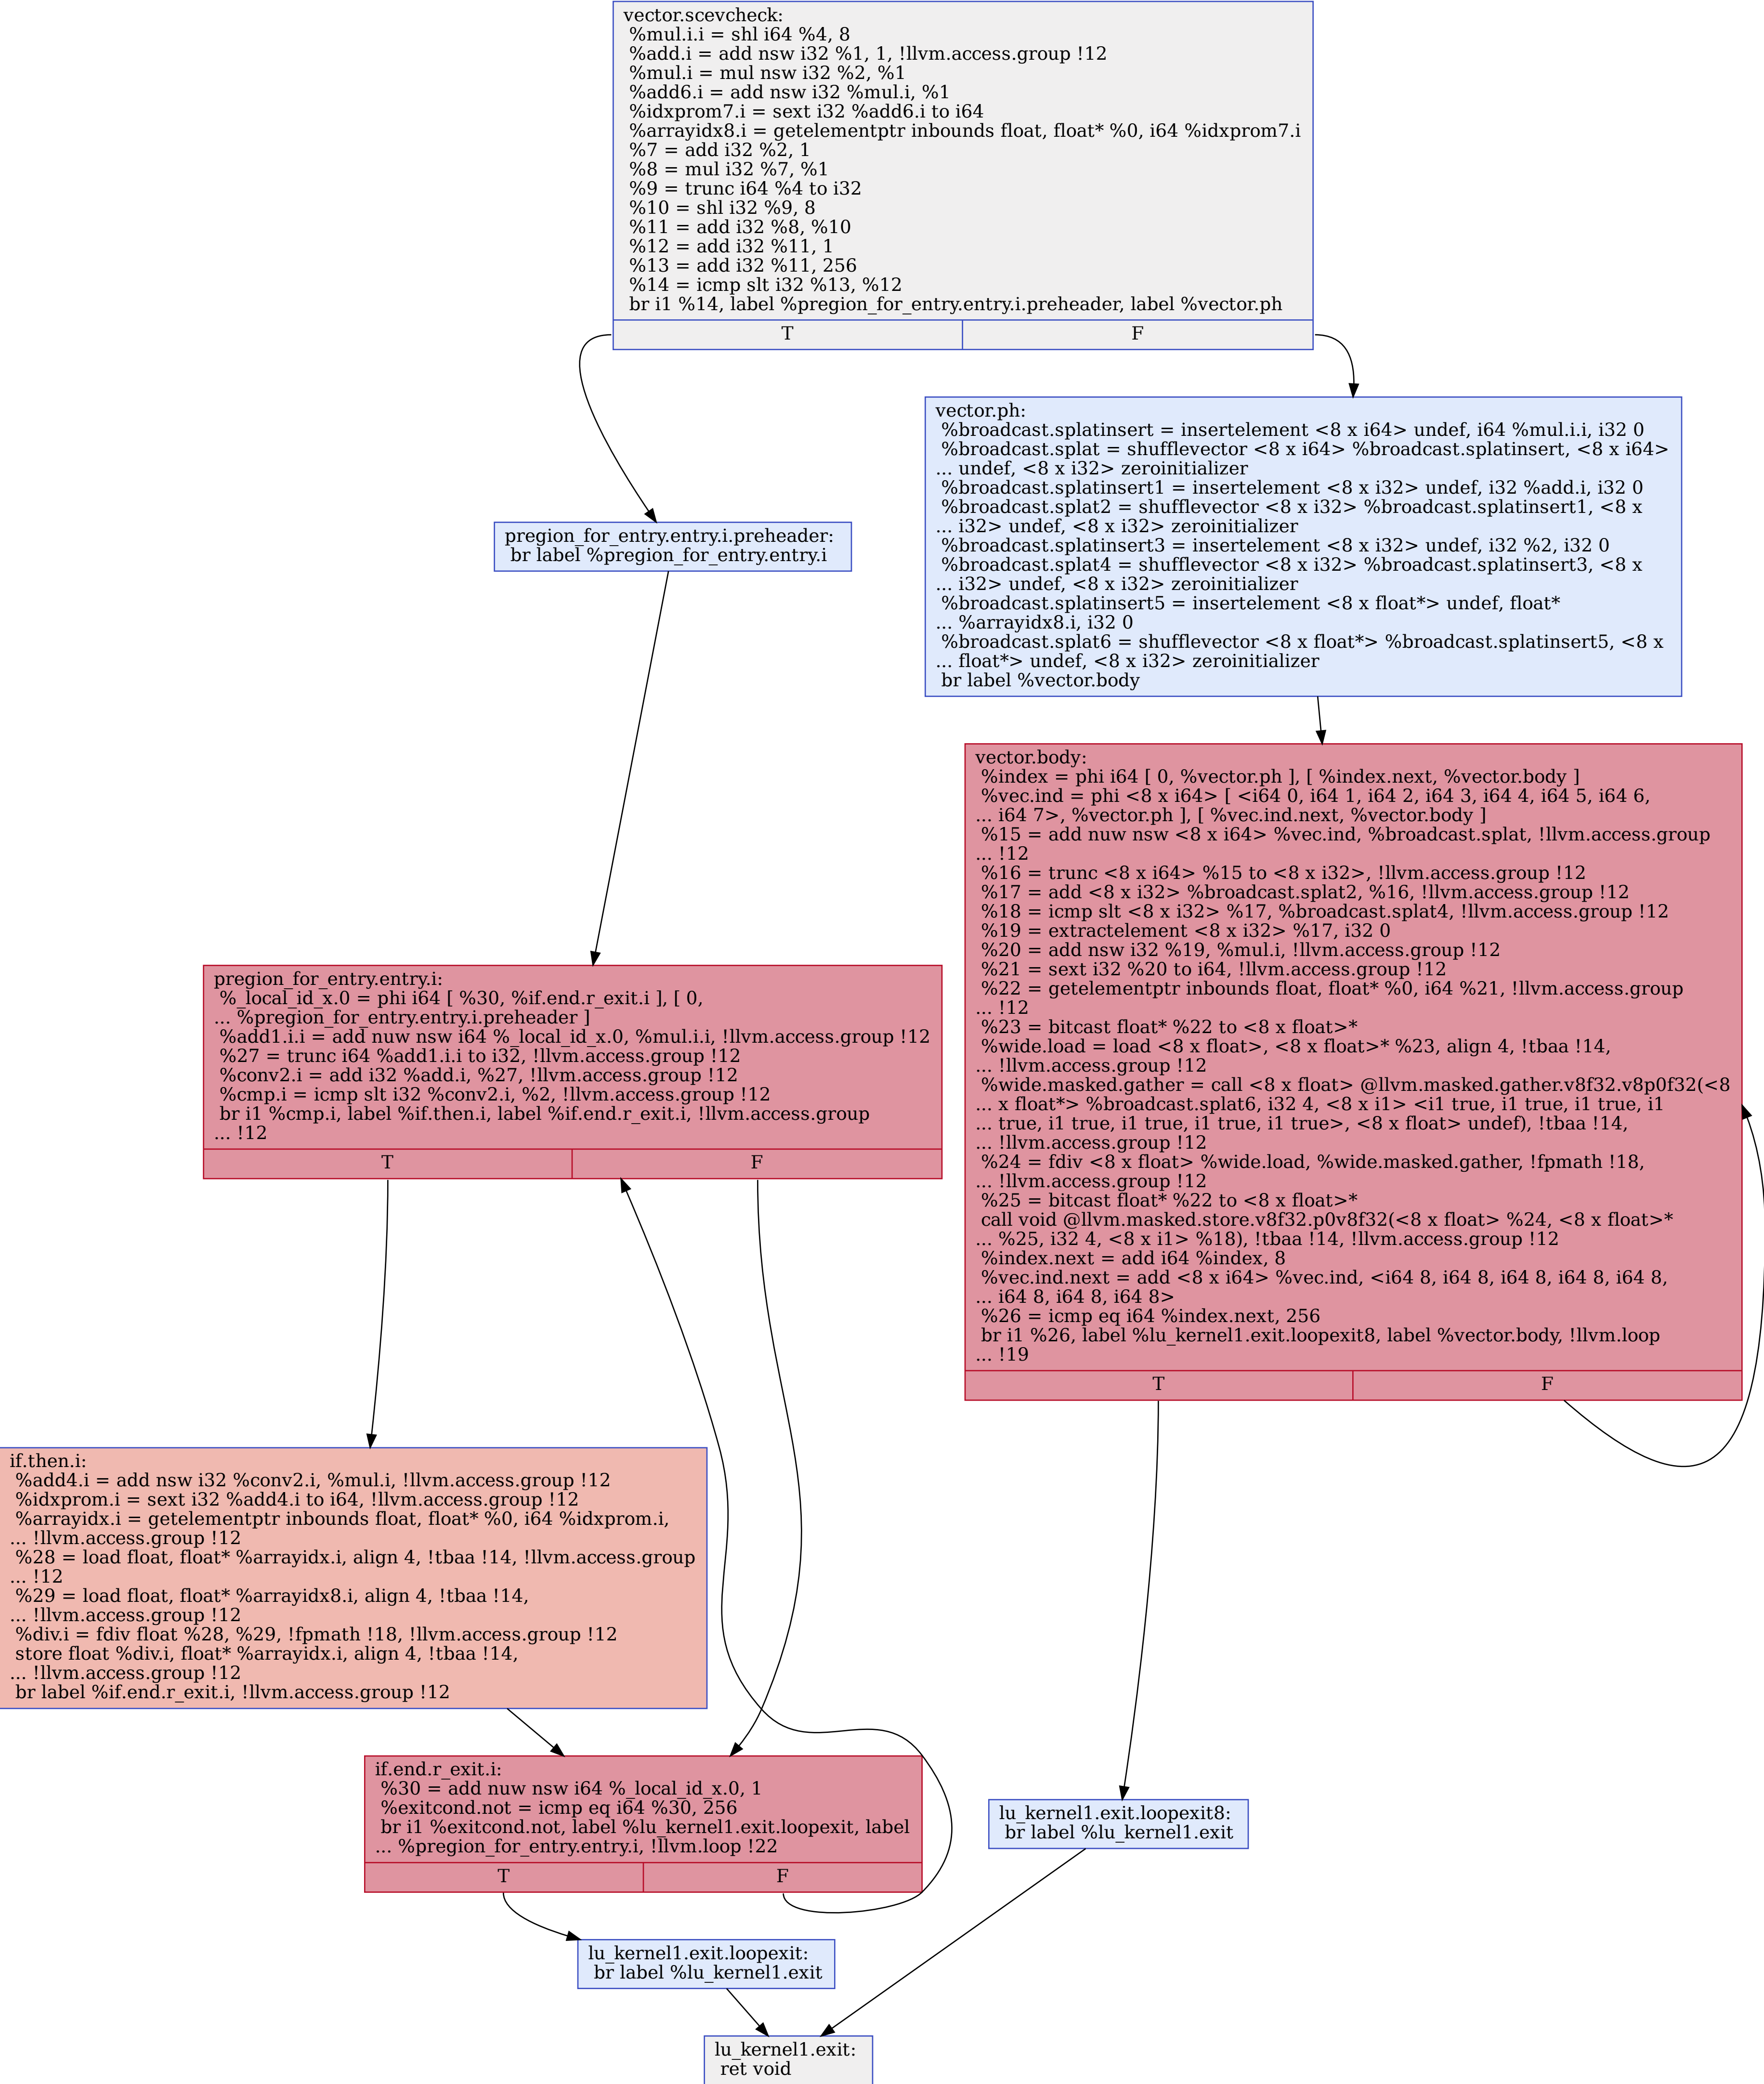 vector.scevcheck:
%mul.i.i = shl i64 %4, 8
%add.i = add nsw i32 %1, 1, !llvm.access.group !12
%mul.i = mul nsw i32 %2, %1
%add6.i = add nsw i32 %mul.i, %1
%idxprom7.i = sext i32 %add6.i to i64
%arrayidx8.i = getelementptr inbounds float, float* %0, i64 %idxprom7.i
%7 = add i32 %2, 1
%8 = mul i32 %7, %1
%9 = trunc i64 %4 to i32
%10 = shl i32 %9, 8
%11 = add i32 %8, %10
%12 = add i32 %11, 1
%13 = add i32 %11, 256
%14 = icmp slt i32 %13, %12
br i1 %14, label %pregion_for_entry.entry.i.preheader, label %vector.ph
T
F
vector.ph:
%broadcast.splatinsert = insertelement <8 x i64> undef, i64 %mul.i.i, i32 0
%broadcast.splat = shufflevector <8 x i64> %broadcast.splatinsert, <8 x i64>
... undef, <8 x i32> zeroinitializer
%broadcast.splatinsert1 = insertelement <8 x i32> undef, i32 %add.i, i32 0
%broadcast.splat2 = shufflevector <8 x i32> %broadcast.splatinsert1, <8 x
... i32> undef, <8 x i32> zeroinitializer
%broadcast.splatinsert3 = insertelement <8 x i32> undef, i32 %2, i32 0
%broadcast.splat4 = shufflevector <8 x i32> %broadcast.splatinsert3, <8 x
... i32> undef, <8 x i32> zeroinitializer
%broadcast.splatinsert5 = insertelement <8 x float*> undef, float*
... %arrayidx8.i, i32 0
%broadcast.splat6 = shufflevector <8 x float*> %broadcast.splatinsert5, <8 x
... float*> undef, <8 x i32> zeroinitializer
br label %vector.body
pregion_for_entry.entry.i.preheader:
br label %pregion_for_entry.entry.i
vector.body:
%index = phi i64 [ 0, %vector.ph ], [ %index.next, %vector.body ]
%vec.ind = phi <8 x i64> [ <i64 0, i64 1, i64 2, i64 3, i64 4, i64 5, i64 6,
... i64 7>, %vector.ph ], [ %vec.ind.next, %vector.body ]
%15 = add nuw nsw <8 x i64> %vec.ind, %broadcast.splat, !llvm.access.group
... !12
%16 = trunc <8 x i64> %15 to <8 x i32>, !llvm.access.group !12
%17 = add <8 x i32> %broadcast.splat2, %16, !llvm.access.group !12
%18 = icmp slt <8 x i32> %17, %broadcast.splat4, !llvm.access.group !12
%19 = extractelement <8 x i32> %17, i32 0
%20 = add nsw i32 %19, %mul.i, !llvm.access.group !12
%21 = sext i32 %20 to i64, !llvm.access.group !12
%22 = getelementptr inbounds float, float* %0, i64 %21, !llvm.access.group
... !12
%23 = bitcast float* %22 to <8 x float>*
%wide.load = load <8 x float>, <8 x float>* %23, align 4, !tbaa !14,
... !llvm.access.group !12
%wide.masked.gather = call <8 x float> @llvm.masked.gather.v8f32.v8p0f32(<8
... x float*> %broadcast.splat6, i32 4, <8 x i1> <i1 true, i1 true, i1 true, i1
... true, i1 true, i1 true, i1 true, i1 true>, <8 x float> undef), !tbaa !14,
... !llvm.access.group !12
%24 = fdiv <8 x float> %wide.load, %wide.masked.gather, !fpmath !18,
... !llvm.access.group !12
%25 = bitcast float* %22 to <8 x float>*
call void @llvm.masked.store.v8f32.p0v8f32(<8 x float> %24, <8 x float>*
... %25, i32 4, <8 x i1> %18), !tbaa !14, !llvm.access.group !12
%index.next = add i64 %index, 8
%vec.ind.next = add <8 x i64> %vec.ind, <i64 8, i64 8, i64 8, i64 8, i64 8,
... i64 8, i64 8, i64 8>
%26 = icmp eq i64 %index.next, 256
br i1 %26, label %lu_kernel1.exit.loopexit8, label %vector.body, !llvm.loop
... !19
T
F
pregion_for_entry.entry.i:
%_local_id_x.0 = phi i64 [ %30, %if.end.r_exit.i ], [ 0,
... %pregion_for_entry.entry.i.preheader ]
%add1.i.i = add nuw nsw i64 %_local_id_x.0, %mul.i.i, !llvm.access.group !12
%27 = trunc i64 %add1.i.i to i32, !llvm.access.group !12
%conv2.i = add i32 %add.i, %27, !llvm.access.group !12
%cmp.i = icmp slt i32 %conv2.i, %2, !llvm.access.group !12
br i1 %cmp.i, label %if.then.i, label %if.end.r_exit.i, !llvm.access.group
... !12
T
F
if.then.i:
%add4.i = add nsw i32 %conv2.i, %mul.i, !llvm.access.group !12
%idxprom.i = sext i32 %add4.i to i64, !llvm.access.group !12
%arrayidx.i = getelementptr inbounds float, float* %0, i64 %idxprom.i,
... !llvm.access.group !12
%28 = load float, float* %arrayidx.i, align 4, !tbaa !14, !llvm.access.group
... !12
%29 = load float, float* %arrayidx8.i, align 4, !tbaa !14,
... !llvm.access.group !12
%div.i = fdiv float %28, %29, !fpmath !18, !llvm.access.group !12
store float %div.i, float* %arrayidx.i, align 4, !tbaa !14,
... !llvm.access.group !12
br label %if.end.r_exit.i, !llvm.access.group !12
if.end.r_exit.i:
%30 = add nuw nsw i64 %_local_id_x.0, 1
%exitcond.not = icmp eq i64 %30, 256
br i1 %exitcond.not, label %lu_kernel1.exit.loopexit, label
... %pregion_for_entry.entry.i, !llvm.loop !22
T
F
lu_kernel1.exit.loopexit8:
br label %lu_kernel1.exit
lu_kernel1.exit.loopexit:
br label %lu_kernel1.exit
lu_kernel1.exit:
ret void